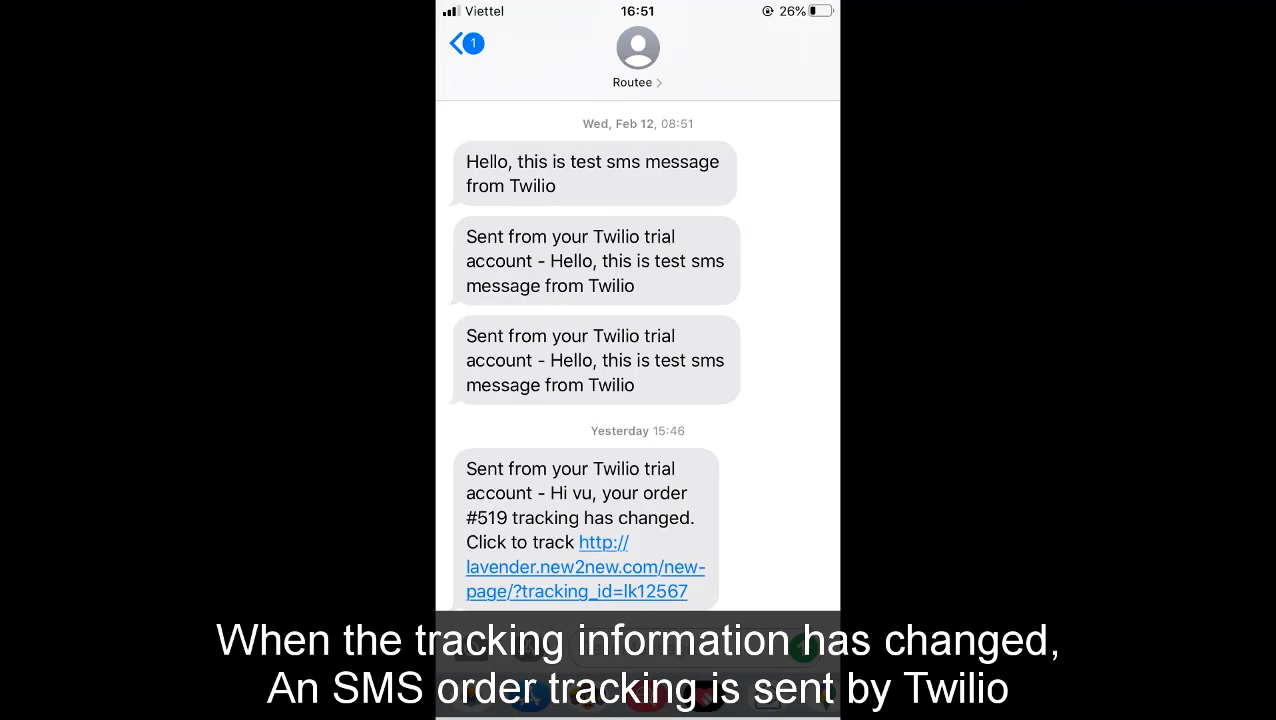 Viettel
16:51
26%
1
Routee
Wed, Feb 12, 08:51
Hello, this is test sms message
from Twilio
Sent from your Twilio trial
account - Hello, this is test sms
message from Twilio
Sent from your Twilio trial
account - Hello, this is test sms
message from Twilio
Yesterday 15:46
Sent from your Twilio trial
account - Hi vu, your order
#519 tracking has changed.
Click to track http://
lavender.new2new.com/new-
page/?tracking_id=lk12567
When the tracking information has changed,
An SMS order tracking is sent by Twilio